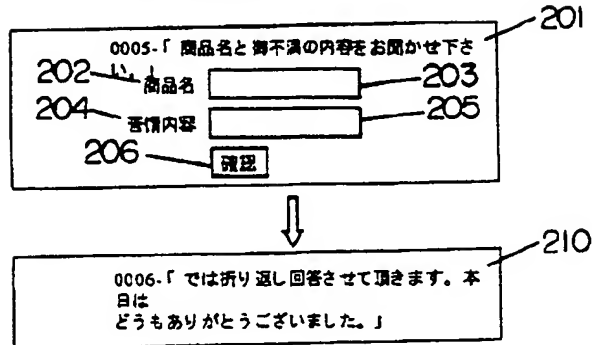 201
0005-「 商品名と御不満の内容をお聞かせ下さ
い。」
202 商品名 203
204 苦情内容 205
206 確認
210
0006-「 では折り返し回答させて頂きます。本
日は
どうもありがとうございました。」